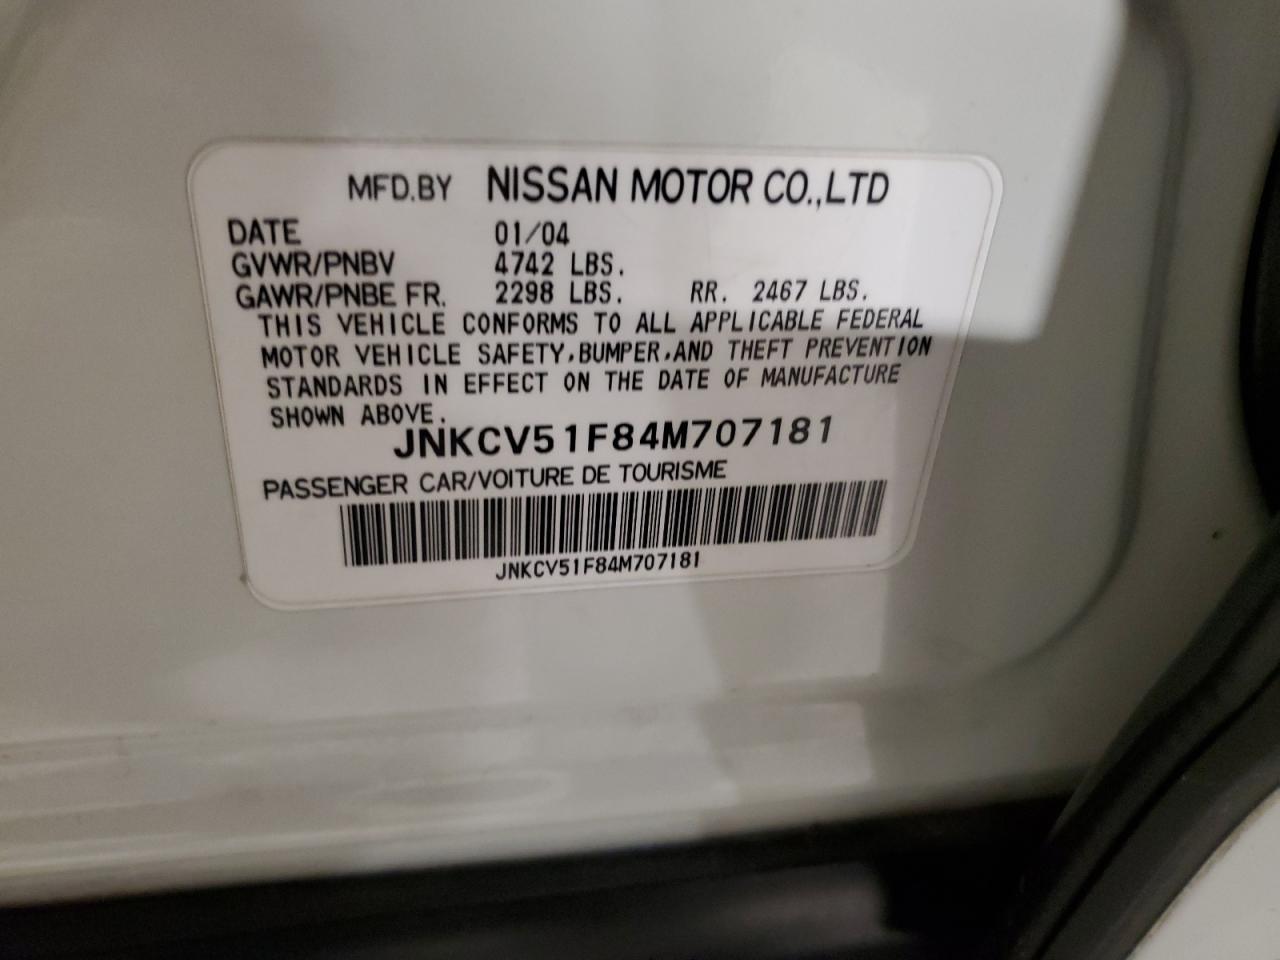 MFD.BY NISSAN MOTOR CO.,LTD
DATE 01/04
GVWR/PNBV 4742 LBS.
GAWR/PNBE FR. 2298 LBS. RR. 2467 LBS.
THIS VEHICLE CONFORMS TO ALL APPLICABLE FEDERAL
MOTOR VEHICLE SAFETY,BUMPER,AND THEFT PREVENTION
STANDARDS IN EFFECT ON THE DATE OF MANUFACTURE
SHOWN ABOVE.
JNKCV51F84M707181
PASSENGER CAR/VOITURE DE TOURISME
JNKCV51F84M707181